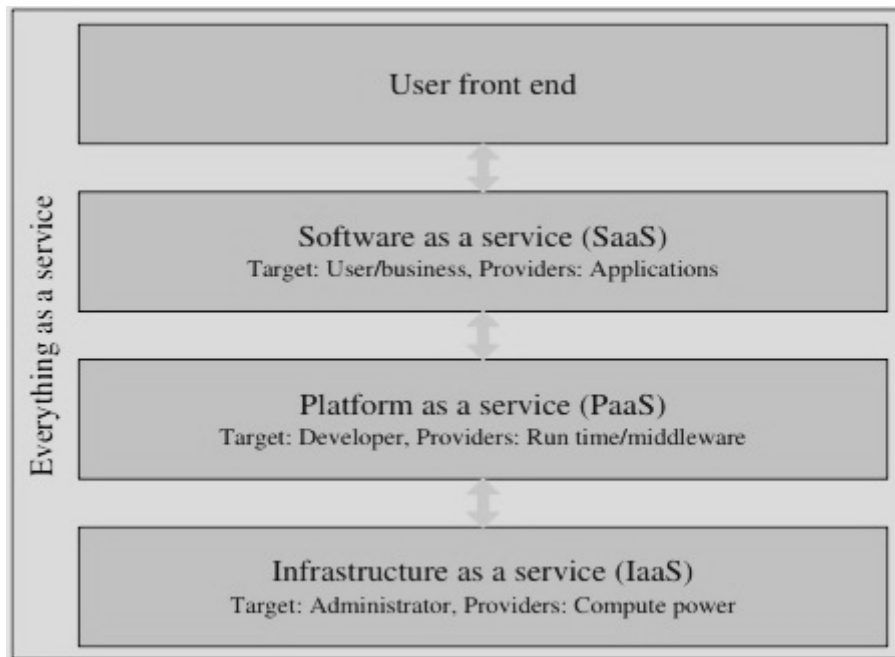 Everything as a service
User front end
Software as a service (SaaS)
Target: User/business, Providers: Applications
Platform as a service (PaaS)
Target: Developer, Providers: Run time/middleware
Infrastructure as a service (IaaS)
Target: Administrator, Providers: Compute power